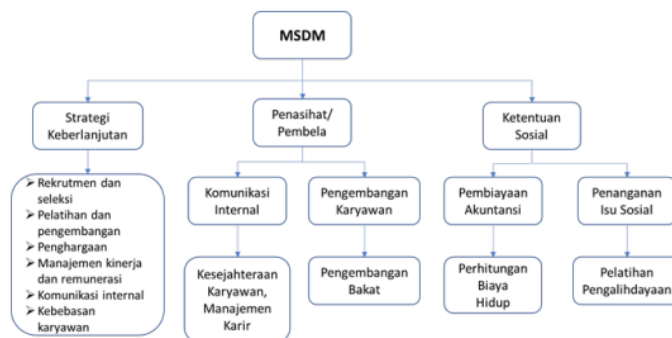 MSDM
Strategi
Keberlanjutan
Penasihat/
Pembela
Ketentuan
Sosial
➢ Rekrutmen dan
seleksi
➢ Pelatihan dan
pengembangan
➢ Penghargaan
➢ Manajemen kinerja
dan remunerasi
➢ Komunikasi internal
➢ Kebebasan
karyawan
Komunikasi
Internal
Pengembangan
Karyawan
Pembiayaan
Akuntansi
Penanganan
Isu Sosial
Kesejahteraan
Karyawan,
Manajemen
Karir
Pengembangan
Bakat
Perhitungan
Biaya
Hidup
Pelatihan
Pengalihdayaan